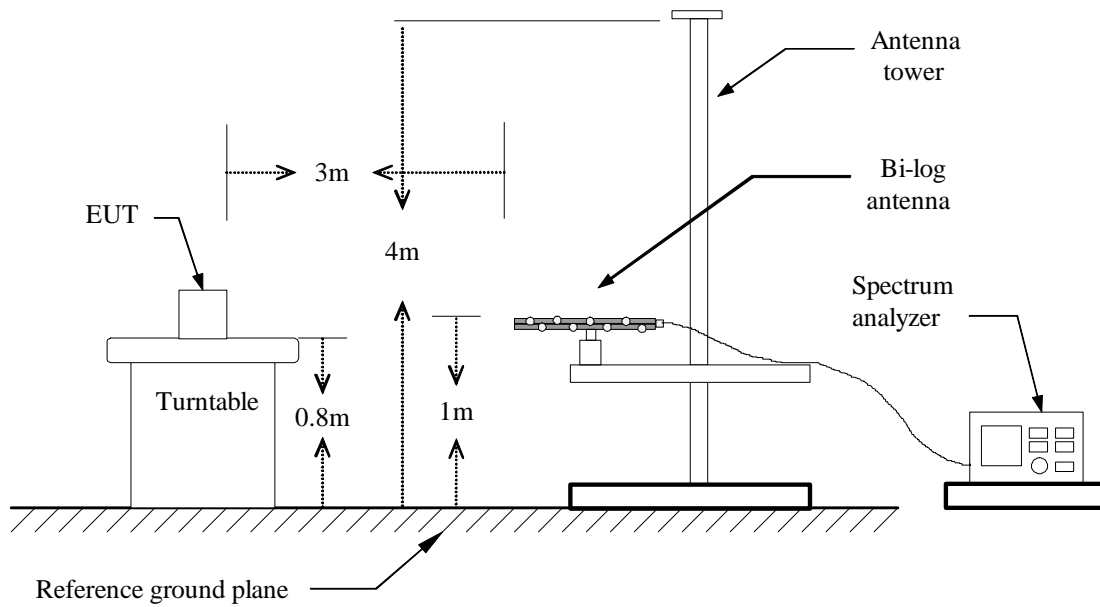 Antenna
tower
3m
Bi-log
antenna
EUT
4m
Spectrum
analyzer
Turntable
0.8m
1m
Reference ground plane